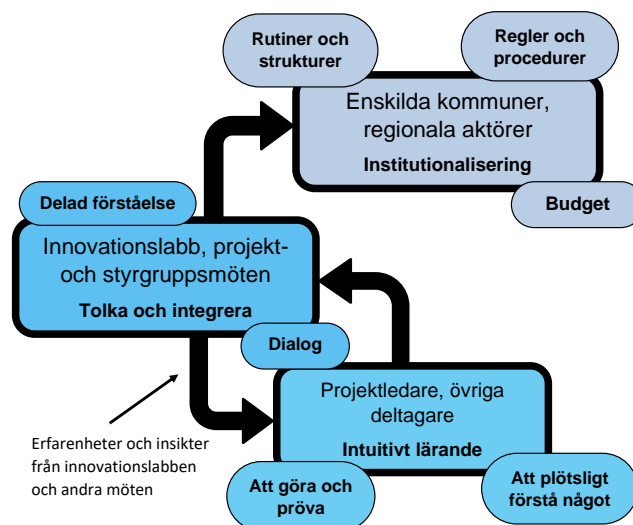 Rutiner och
strukturer
Regler och
procedurer
Enskilda kommuner,
regionala aktörer
Institutionalisering
Budget
Delad förståelse
Innovationslabb, projekt-
och styrgruppsmöten
Tolka och integrera
Dialog
Projektledare, övriga
deltagare
Intuitivt lärande
Att göra och
pröva
Att plötsligt
förstå något
Erfarenheter och insikter
från innovationslabben
och andra möten